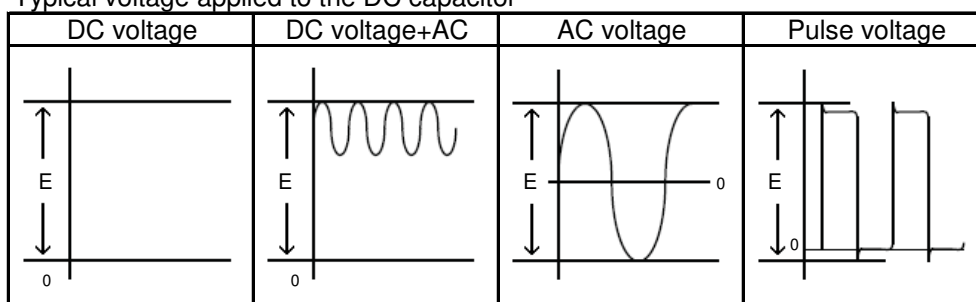 Typical voltage applied to the DC capacitor
DC voltage DC voltage+AC AC voltage Pulse voltage
E E E E
0 0
0 0